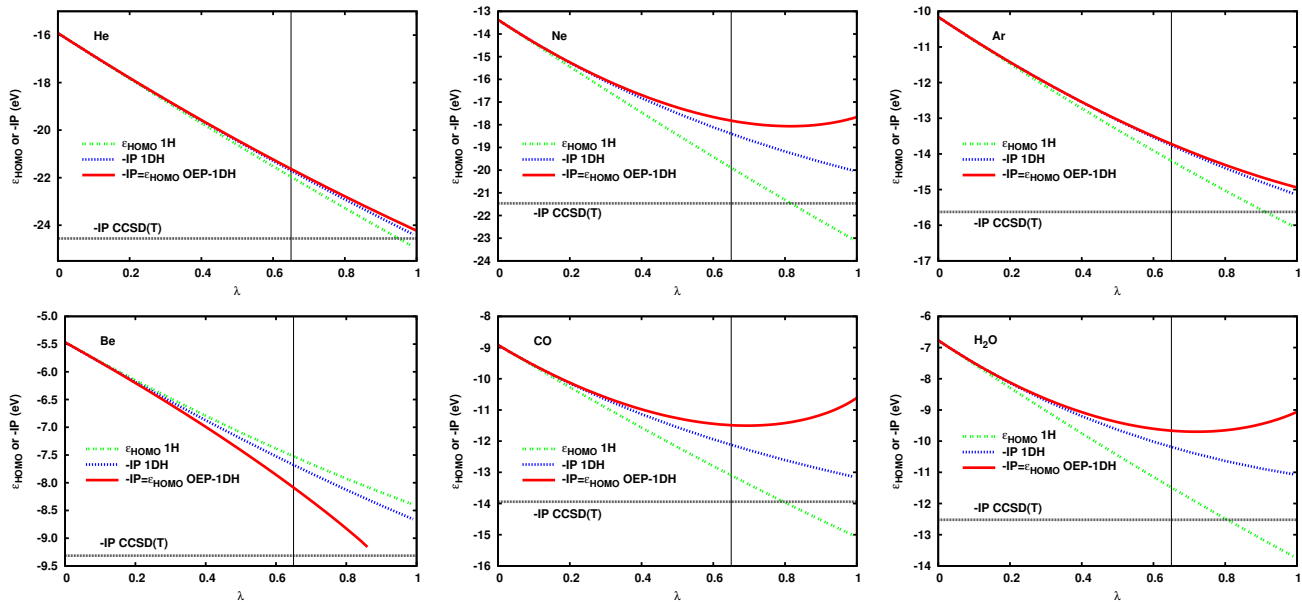 He
-16
-18
-20
-22
-24
εHOMO or -IP (eV)
εHOMO 1H
-IP 1DH
-IP=εHOMO OEP-1DH
-IP CCSD(T)
0 0.2 0.4 0.6 0.8 1
λ
Ne
-13
-14
-15
-16
-17
-18
-19
-20
-21
-22
-23
-24
εHOMO or -IP (eV)
εHOMO 1H
-IP 1DH
-IP=εHOMO OEP-1DH
-IP CCSD(T)
0 0.2 0.4 0.6 0.8 1
λ
Ar
-10
-11
-12
-13
-14
-15
-16
-17
εHOMO or -IP (eV)
εHOMO 1H
-IP 1DH
-IP=εHOMO OEP-1DH
-IP CCSD(T)
0 0.2 0.4 0.6 0.8 1
λ
Be
-5.0
-5.5
-6.0
-6.5
-7.0
-7.5
-8.0
-8.5
-9.0
-9.5
εHOMO or -IP (eV)
εHOMO 1H
-IP 1DH
-IP=εHOMO OEP-1DH
-IP CCSD(T)
0 0.2 0.4 0.6 0.8 1
λ
CO
-8
-9
-10
-11
-12
-13
-14
-15
-16
εHOMO or -IP (eV)
εHOMO 1H
-IP 1DH
-IP=εHOMO OEP-1DH
-IP CCSD(T)
0 0.2 0.4 0.6 0.8 1
λ
H2O
-6
-7
-8
-9
-10
-11
-12
-13
-14
εHOMO or -IP (eV)
εHOMO 1H
-IP 1DH
-IP=εHOMO OEP-1DH
-IP CCSD(T)
0 0.2 0.4 0.6 0.8 1
λ